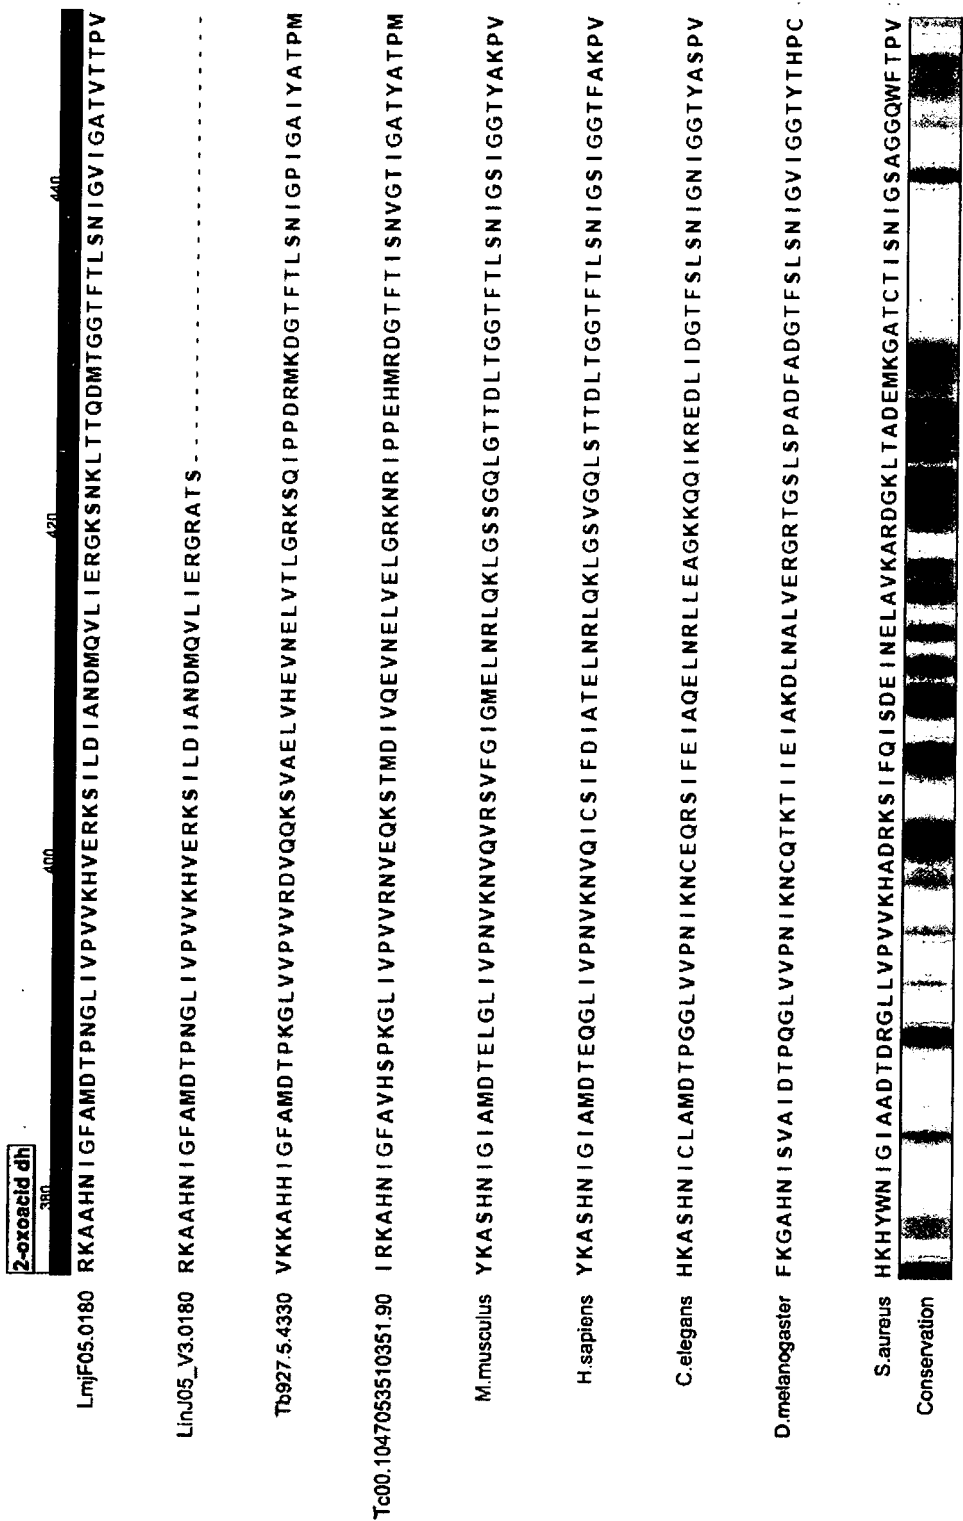 2-oxoacid dh
380 400 420 440
LmjF05.0180 RKAAHNIGFAMDTPNGLIVPVVKHVERKSILDIANDMQVLIERGKSNKLTTQDMTGGTFTLSNIGVIGATVTTPV
LinJ05_V3.0180 RKAAHNIGFAMDTPNGLIVPVVKHVERKSILDIANDMQVLIERGRATS---------------------------
Tb927.5.4330 VKKAHHIGFAMDTPKGLVVPVVRDVQQKSVAELVHEVNELVTLGRKSQIPPDRMKDGTFTLSNIGPIGAIYATPM
Tc00.1047053510351.90 IRKAHNIGFAVHSPKGLIVPVVRNVEQKSTMDIVQEVNELVELGRKNRIPPEHMRDGTFTISNVGTIGATYATPM
M.musculus YKASHNIGIAMDTELGLIVPNVKNVQVRSVFGIGMELNRLQKLGSSGQLGTTDLTGGTFTLSNIGSIGGTYAKPV
H.sapiens YKASHNIGIAMDTEQGLIVPNVKNVQICSIFDIATELNRLQKLGSVGQLSTTDLTGGTFTLSNIGSIGGTFAKPV
C.elegans HKASHNICLAMDTPGGLVVPNIKNCEQRSIFEIAQELNRLLEAGKKQQIKREDLIDGTFSLSNIGNIGGTYASPV
D.melanogaster FKGAHNISVAIDTPQGLVVPNIKNCQTKTIIEIAKDLNALVERGRTGSLSPADFADGTFSLSNIGVIGGTYTHPC
S.aureus HKHYWNIGIAADTDRGLLVPVVKHADRKSIFQISDEINELAVKARDGKLTADEMKGATCTISNIGSAGGQWFTPV
Conservation